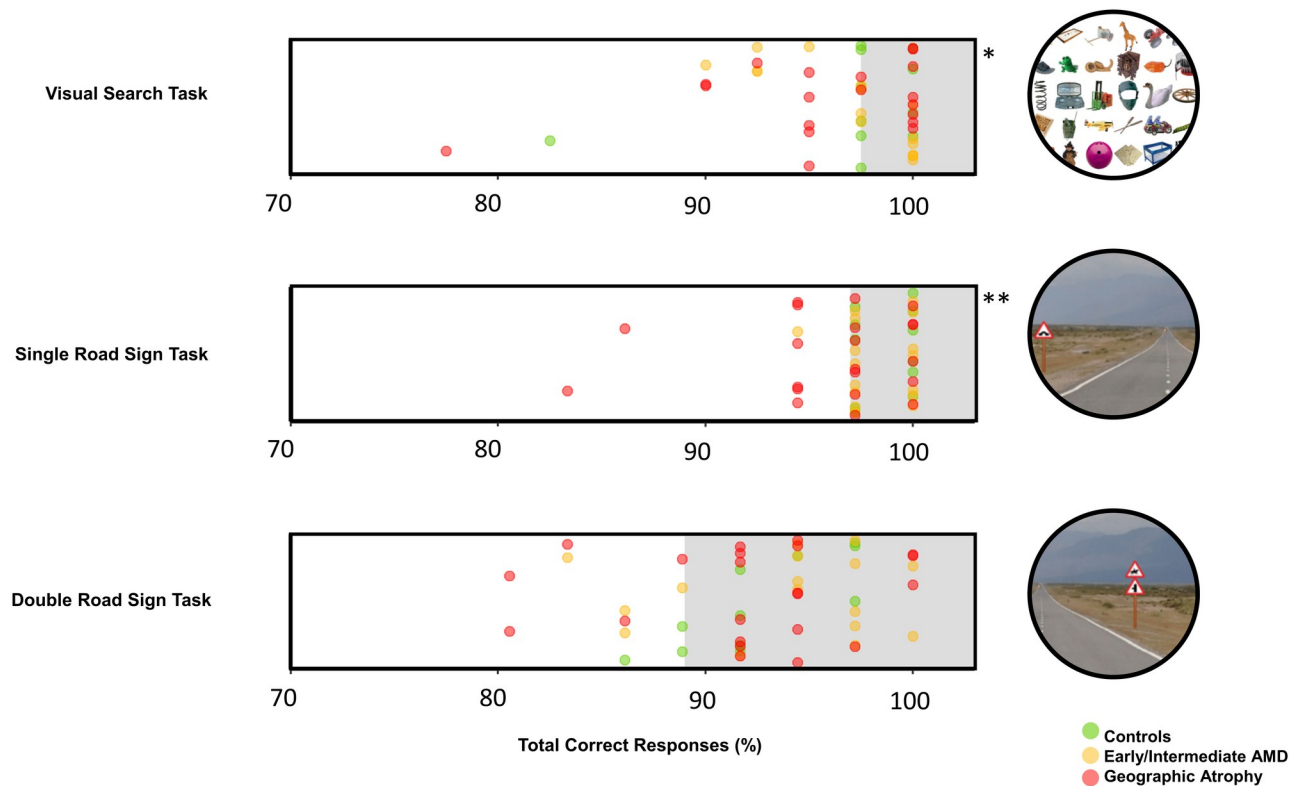 Visual Search Task
*
70 80 90 100
Single Road Sign Task
**
70 80 90 100
Double Road Sign Task
70 80 90 100
Total Correct Responses (%)
Controls
Early/Intermediate AMD
Geographic Atrophy